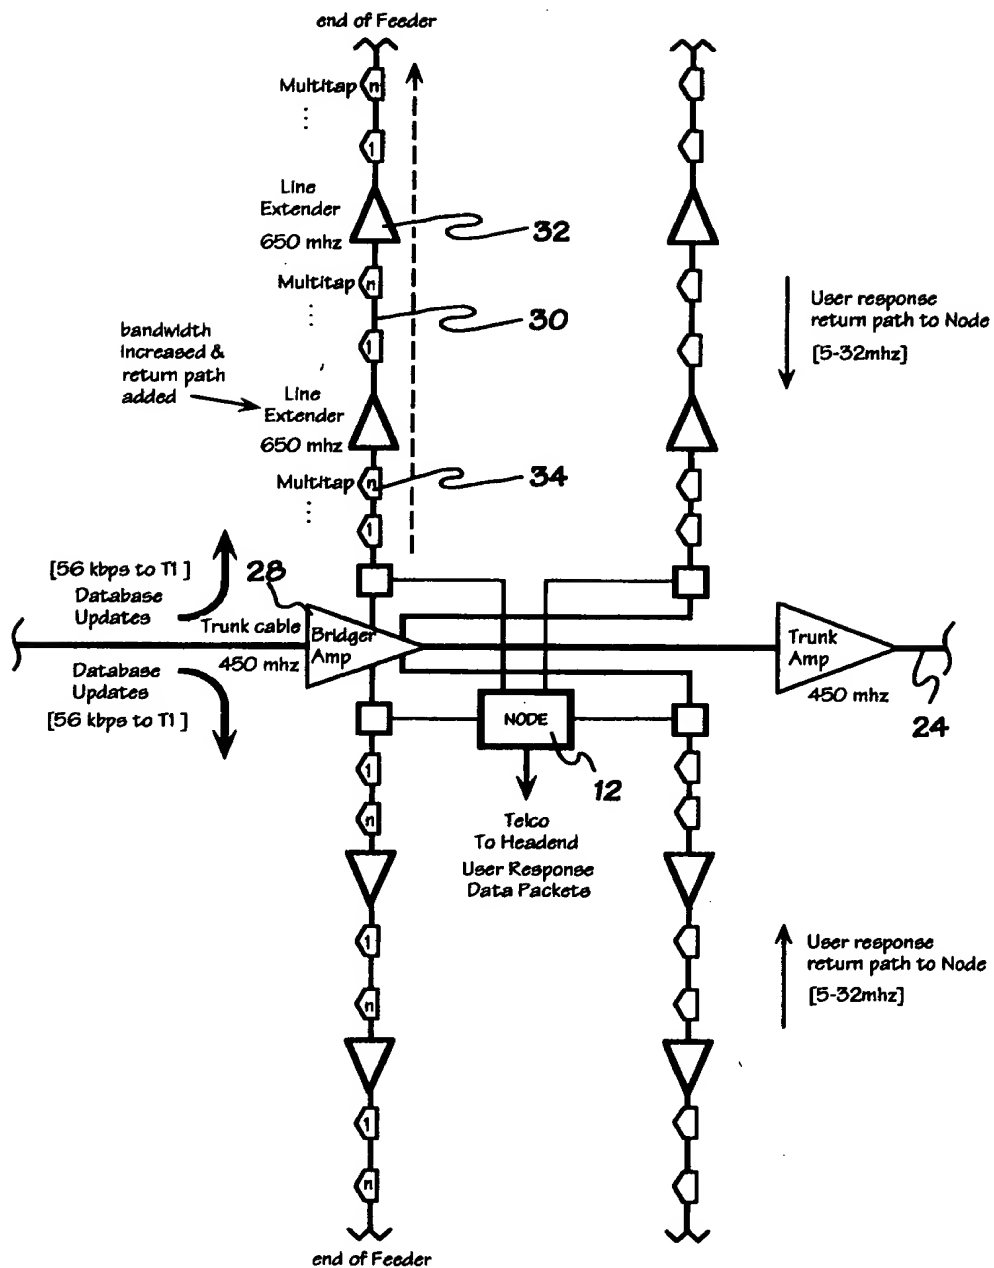 end of Feeder
Multitap n
1
Line
Extender
650 mhz
32
Multitap n
30
1
bandwidth
increased &
return path
added
Line
Extender
650 mhz
Multitap n
34
1
User response
return path to Node
[5-32mhz]
[56 kbps to T1 ]
Database
Updates
28
Trunk cable
450 mhz
Bridger
Amp
Database
Updates
[56 kbps to T1 ]
Trunk
Amp
450 mhz
24
NODE
12
Telco
To Headend
User Response
Data Packets
1
n
1
n
1
n
User response
return path to Node
[5-32mhz]
end of Feeder